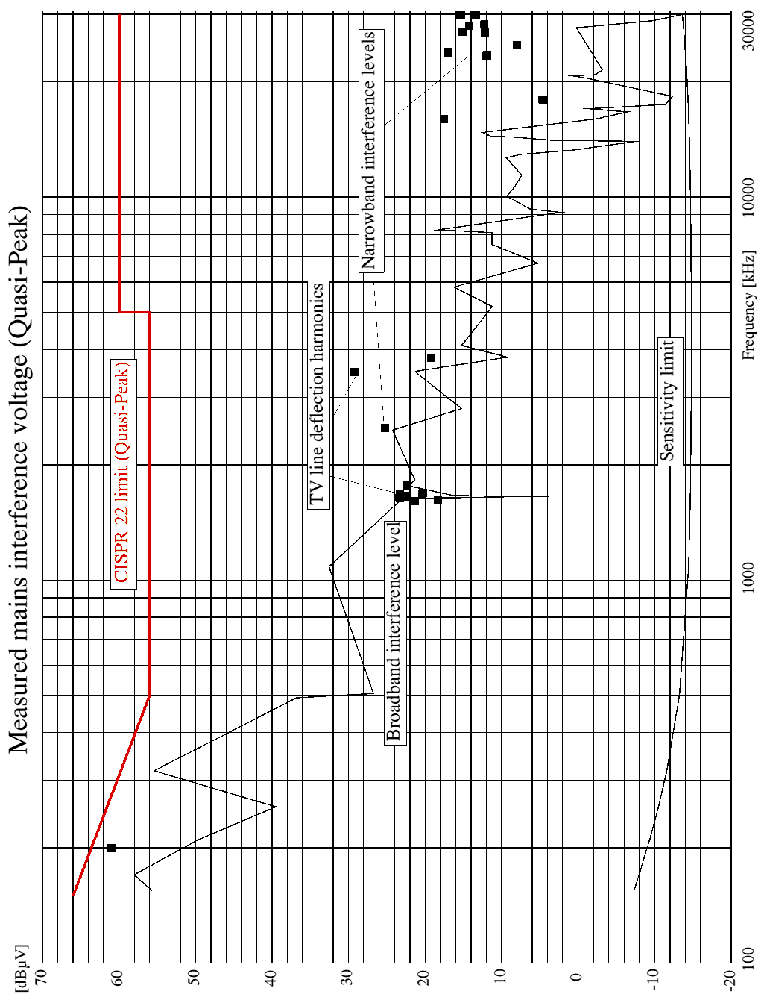 Measured mains interference voltage (Quasi-Peak)
[dBµV]
70
60
50
40
30
20
10
0
-10
-20
CISPR 22 limit (Quasi-Peak)
TV line deflection harmonics
Narrowband interference levels
Broadband interference level
Sensitivity limit
100
1000
10000
30000
Frequency [kHz]